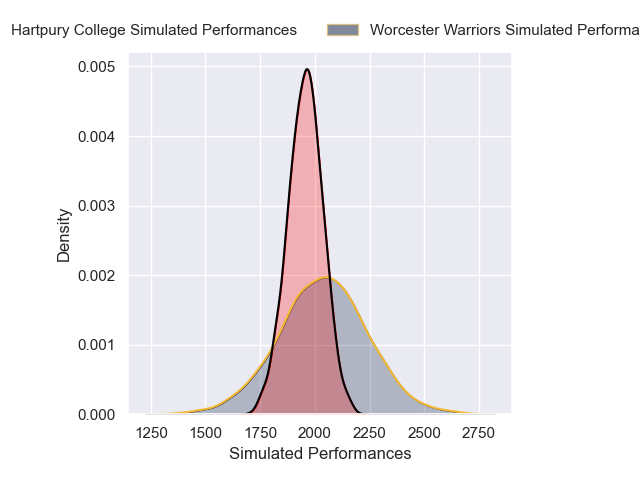 Hartpury College Simulated Performances
Worcester Warriors Simulated Performa
0.005
0.004
0.003
0.002
0.001
0.000
Density
1250 1500 1750 2000 2250 2500 2750
Simulated Performances